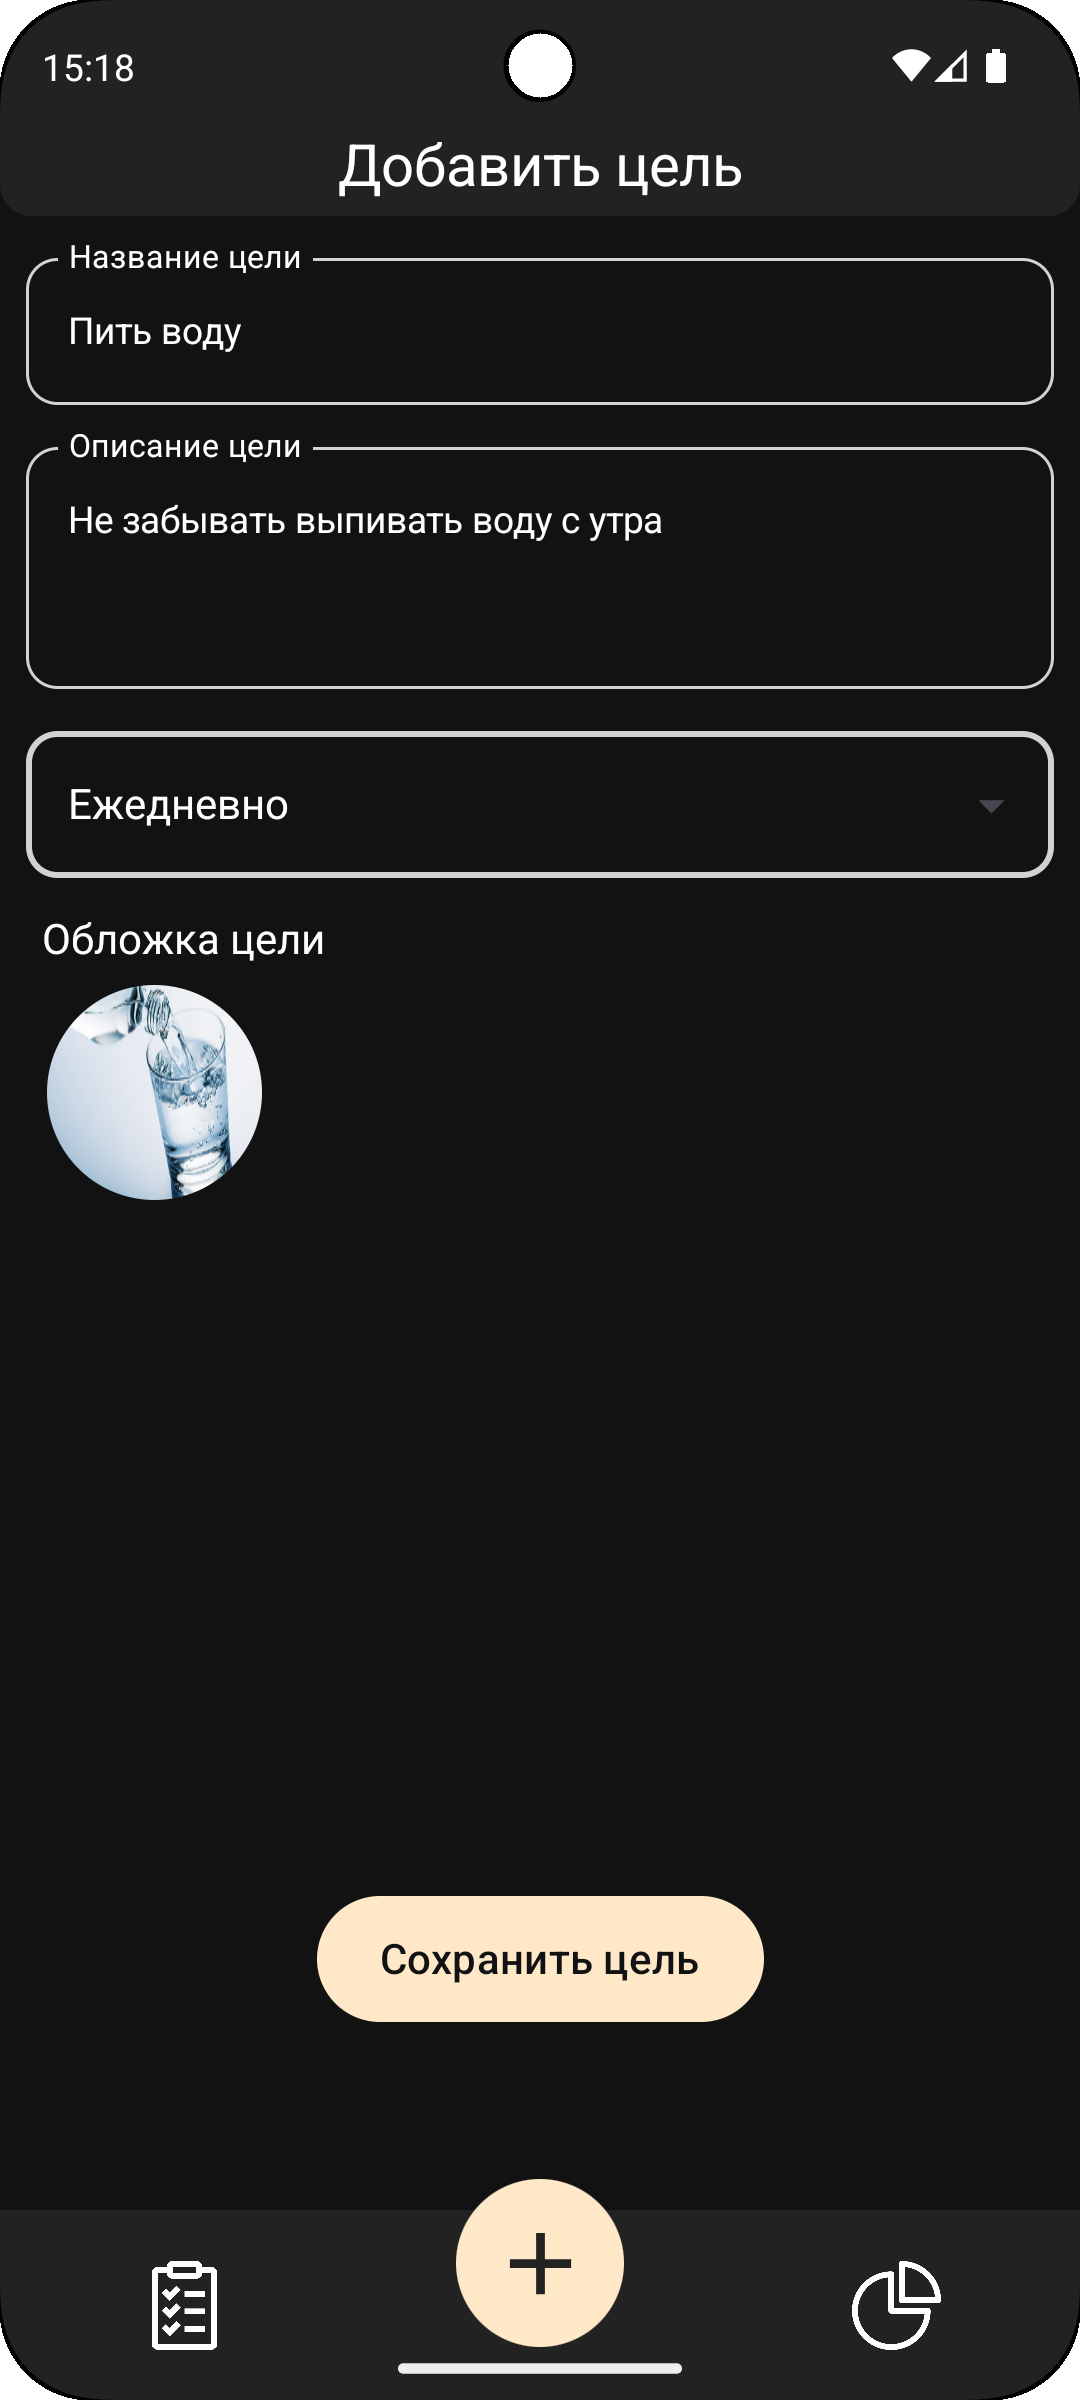 15:18
Добавить цель
Название цели
Пить воду
Описание цели
Не забывать выпивать воду с утра
Ежедневно
Обложка цели
Сохранить цель